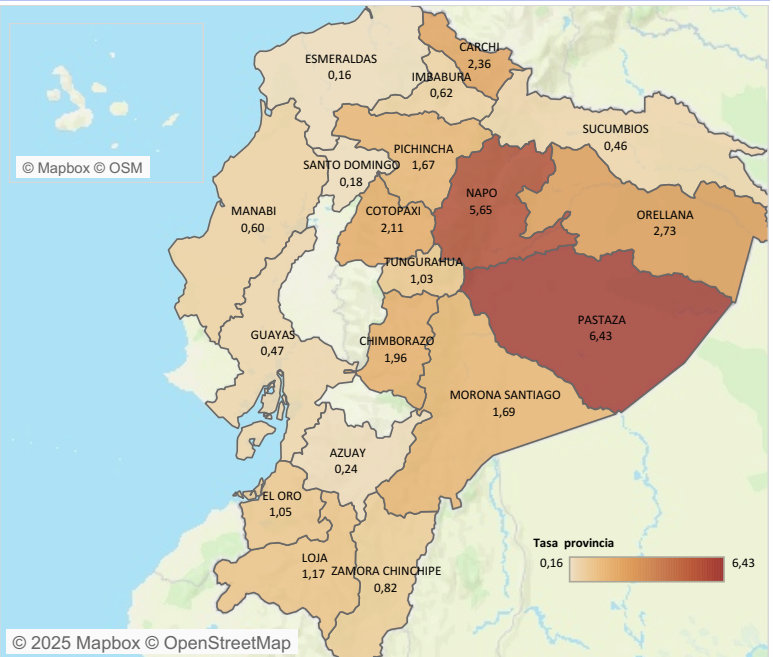 ESMERALDAS
0,16
CARCHI
2,36
IMBABURA
0,62
SUCUMBIOS
0,46
© Mapbox © OSM
PICHINCHA
1,67
SANTO DOMINGO
0,18
NAPO
5,65
MANABI
0,60
COTOPAXI
2,11
ORELLANA
2,73
TUNGURAHUA
1,03
GUAYAS
0,47
CHIMBORAZO
1,96
PASTAZA
6,43
MORONA SANTIAGO
1,69
AZUAY
0,24
EL ORO
1,05
LOJA
1,17
ZAMORA CHINCHIPE
0,82
Tasa provincia
0,16 6,43
© 2025 Mapbox © OpenStreetMap